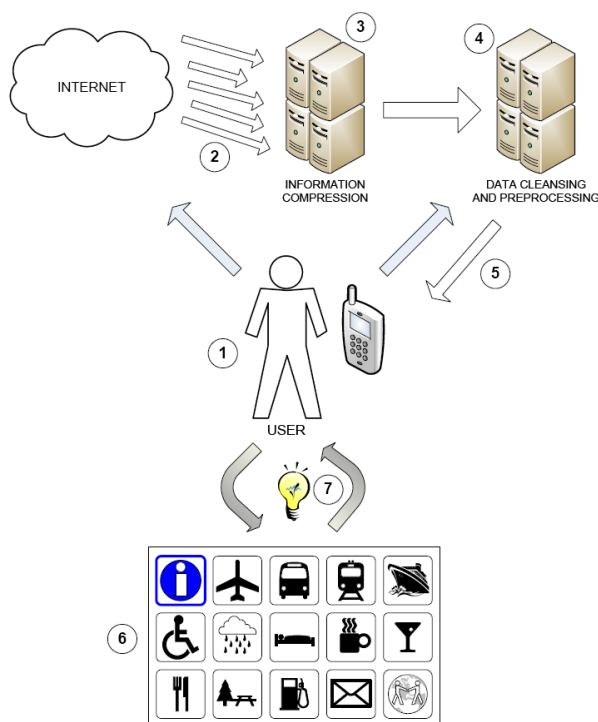 3
4
INTERNET
2
INFORMATION
COMPRESSION
DATA CLEANSING
AND PREPROCESSING
5
1
USER
7
6